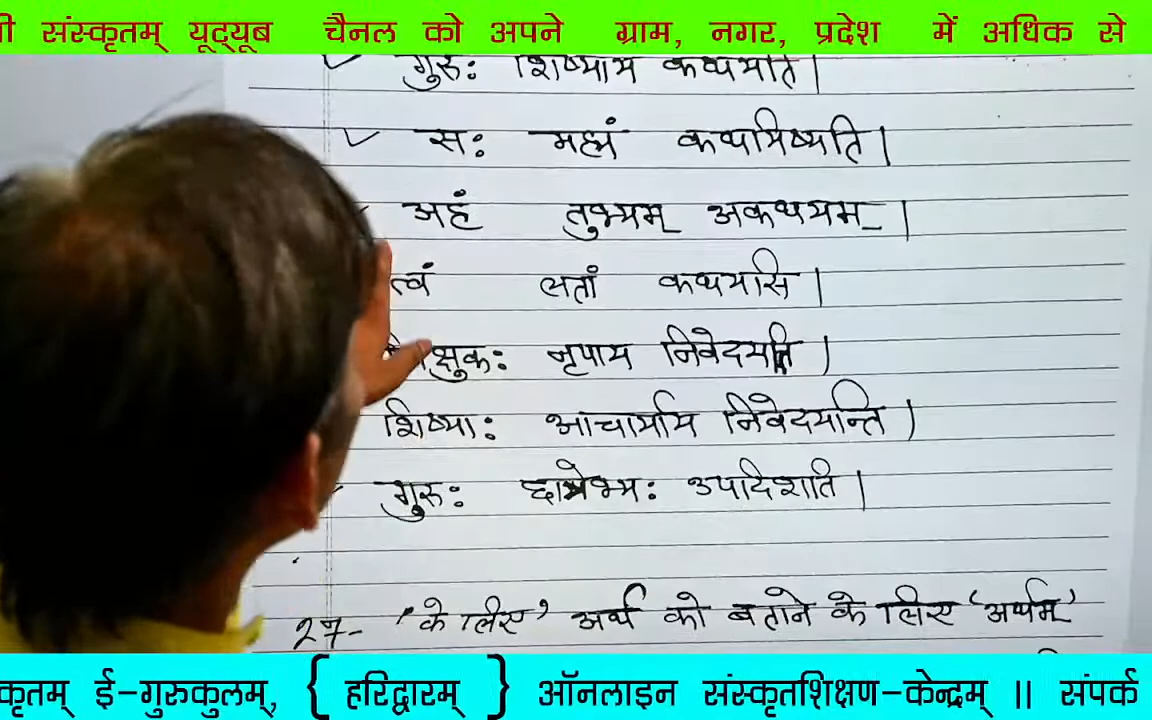 ी संस्कृतम् यूट्यूब चैनल को अपने ग्राम, नगर, प्रदेश में अधिक से
गुरुः शिष्याय कथयति।
सः मह्यं कथयिष्यति।
अहं तुभ्यम् अकथयम्।
त्वं लतां कथयसि।
नृपाय निवेदयति।
शिष्याः आचार्याय निवेदयन्ति।
गुरुः छात्रेभ्यः उपदिशति।
27- 'के लिए' अर्थ को बताने के लिए 'अर्थम्'
कृतम् ई-गुरुकुलम्, { हरिद्वारम् } ऑनलाइन संस्कृतशिक्षण-केन्द्रम् ॥ संपर्क